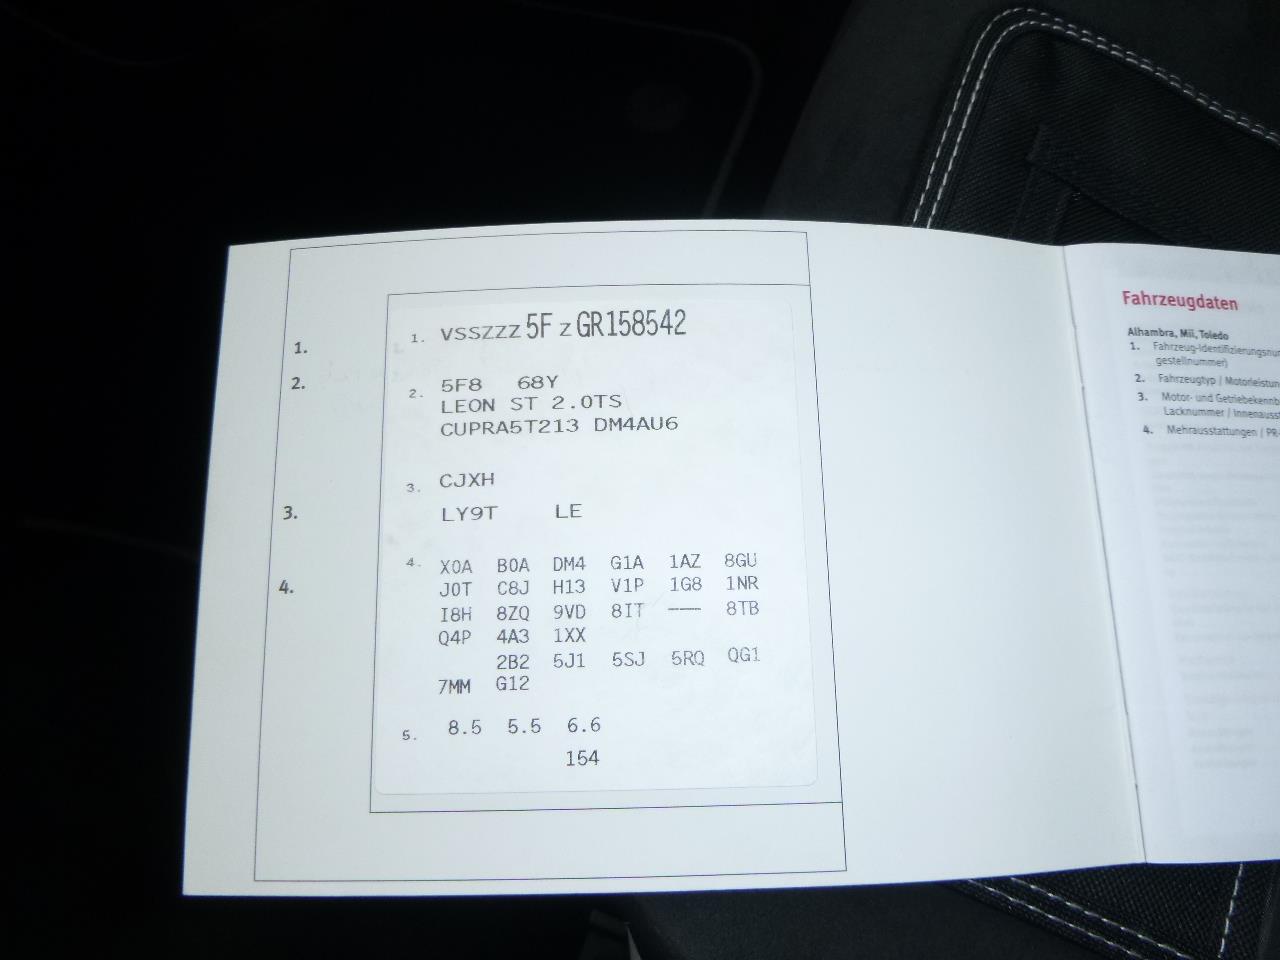 1.
2.
3.
4.
1. VSSZZZ 5F Z GR158542
2. 5F8 68Y
LEON ST 2.0TS
CUPRA5T213 DM4AU6
3. CJXH
LY9T LE
4. X0A B0A DM4 G1A 1AZ 8GU
J0T C8J H13 V1P 1G8 1NR
I8H 8ZQ 9VD 8IT --- 8TB
Q4P 4A3 1XX
2B2 5J1 5SJ 5RQ QG1
7MM G12
5. 8.5 5.5 6.6
154
Fahrzeugdaten
Alhambra, Mii, Toledo
1. Fahrzeug-Identifizierungsnu
gestellnummer)
2. Fahrzeugtyp / Motorleistun
3. Motor- und Getriebekennb
Lacknummer / Innenauss
4. Mehrausstattungen / PR-